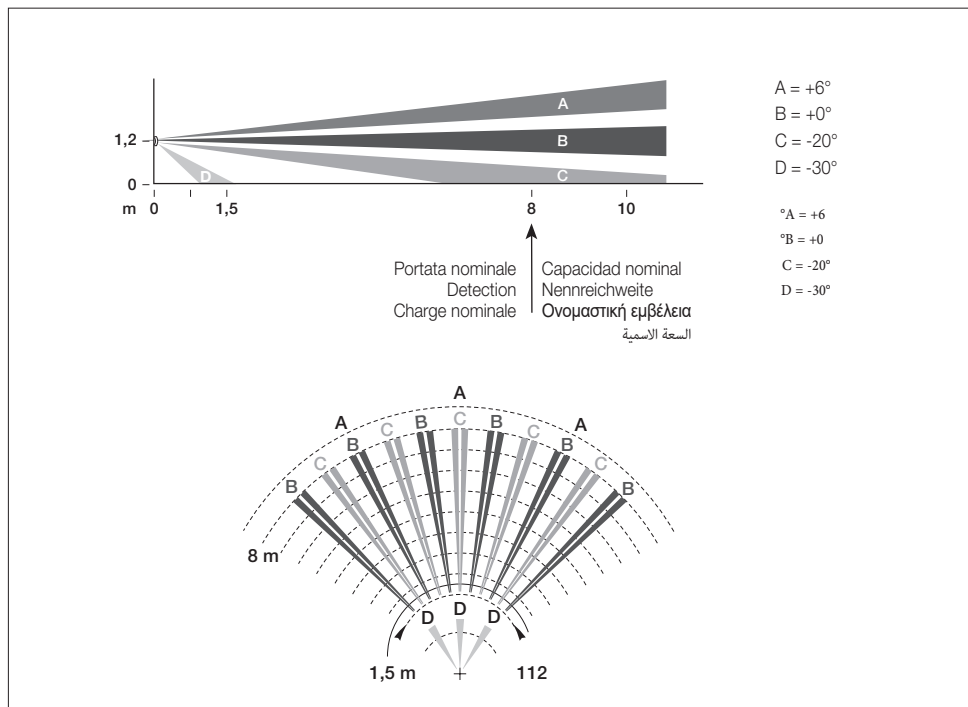 A
B
C
D
1,2
0
m 0 1,5 8 10
A = +6°
B = +0°
C = -20°
D = -30°
°A = +6
°B = +0
C = -20°
D = -30°
Portata nominale
Detection
Charge nominale
Capacidad nominal
Nennreichweite
Ονομαστική εμβέλεια
السعة الاسمية
A
A A
B C B C B C B C B C B
8 m
D D D
1,5 m 112